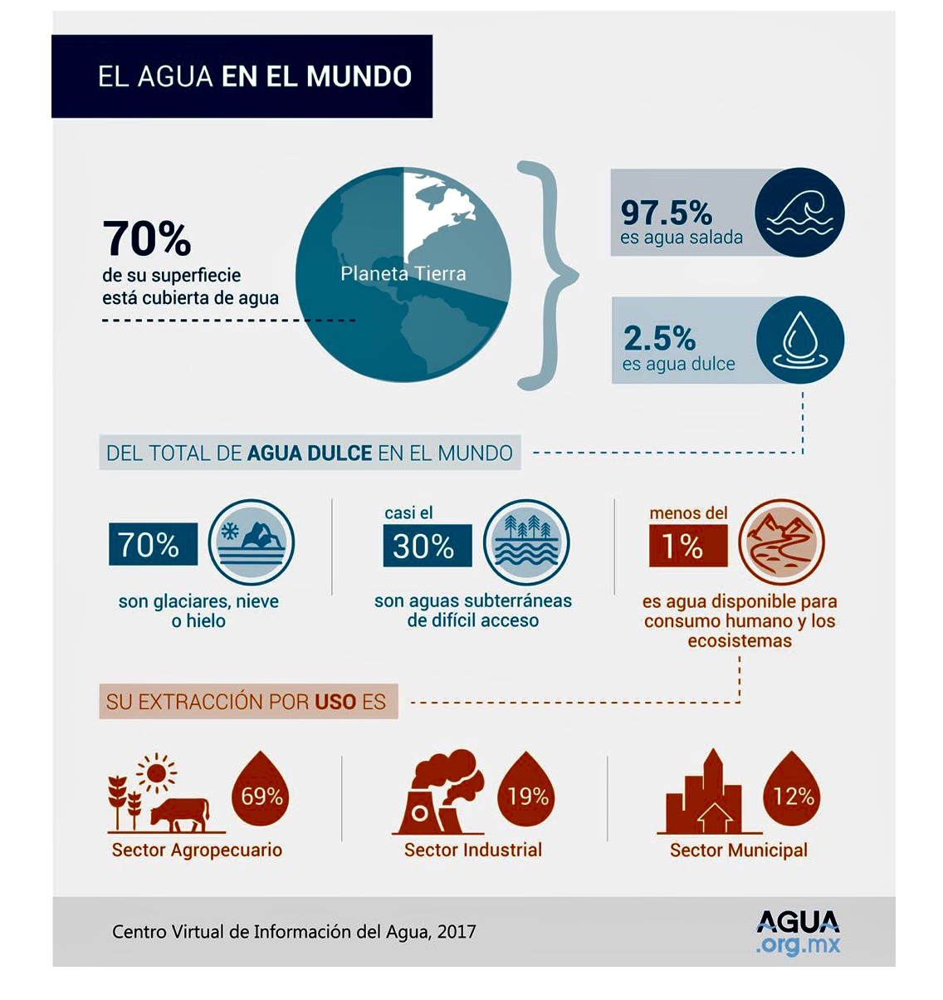 EL AGUA EN EL MUNDO
70%
de su superfiecie
está cubierta de agua
Planeta Tierra
97.5%
es agua salada
2.5%
es agua dulce
DEL TOTAL DE AGUA DULCE EN EL MUNDO
70%
son glaciares, nieve
o hielo
casi el
30%
son aguas subterráneas
de difícil acceso
menos del
1%
es agua disponible para
consumo humano y los
ecosistemas
SU EXTRACCIÓN POR USO ES
69%
Sector Agropecuario
19%
Sector Industrial
12%
Sector Municipal
Centro Virtual de Información del Agua, 2017
AGUA
.org.mx